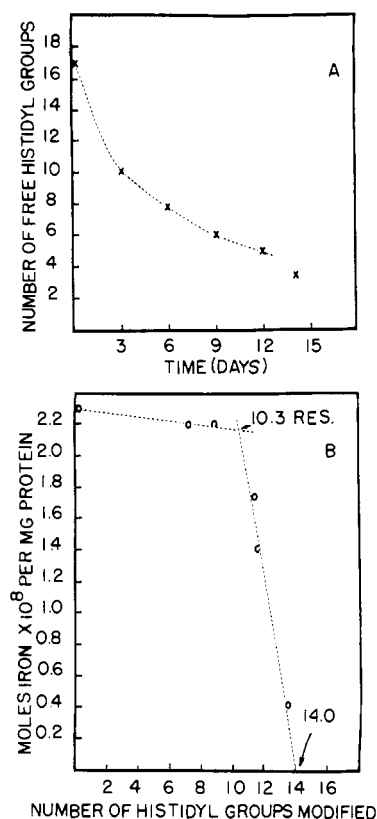 A
NUMBER OF FREE HISTIDYL GROUPS
18
16
14
12
10
8
6
4
2
3 6 9 12 15
TIME (DAYS)
B
MOLES IRON X10⁸ PER MG PROTEIN
2.2
2.0
1.8
1.6
1.4
1.2
1.0
0.8
0.6
0.4
0.2
10.3 RES.
14.0
2 4 6 8 10 12 14 16
NUMBER OF HISTIDYL GROUPS MODIFIED